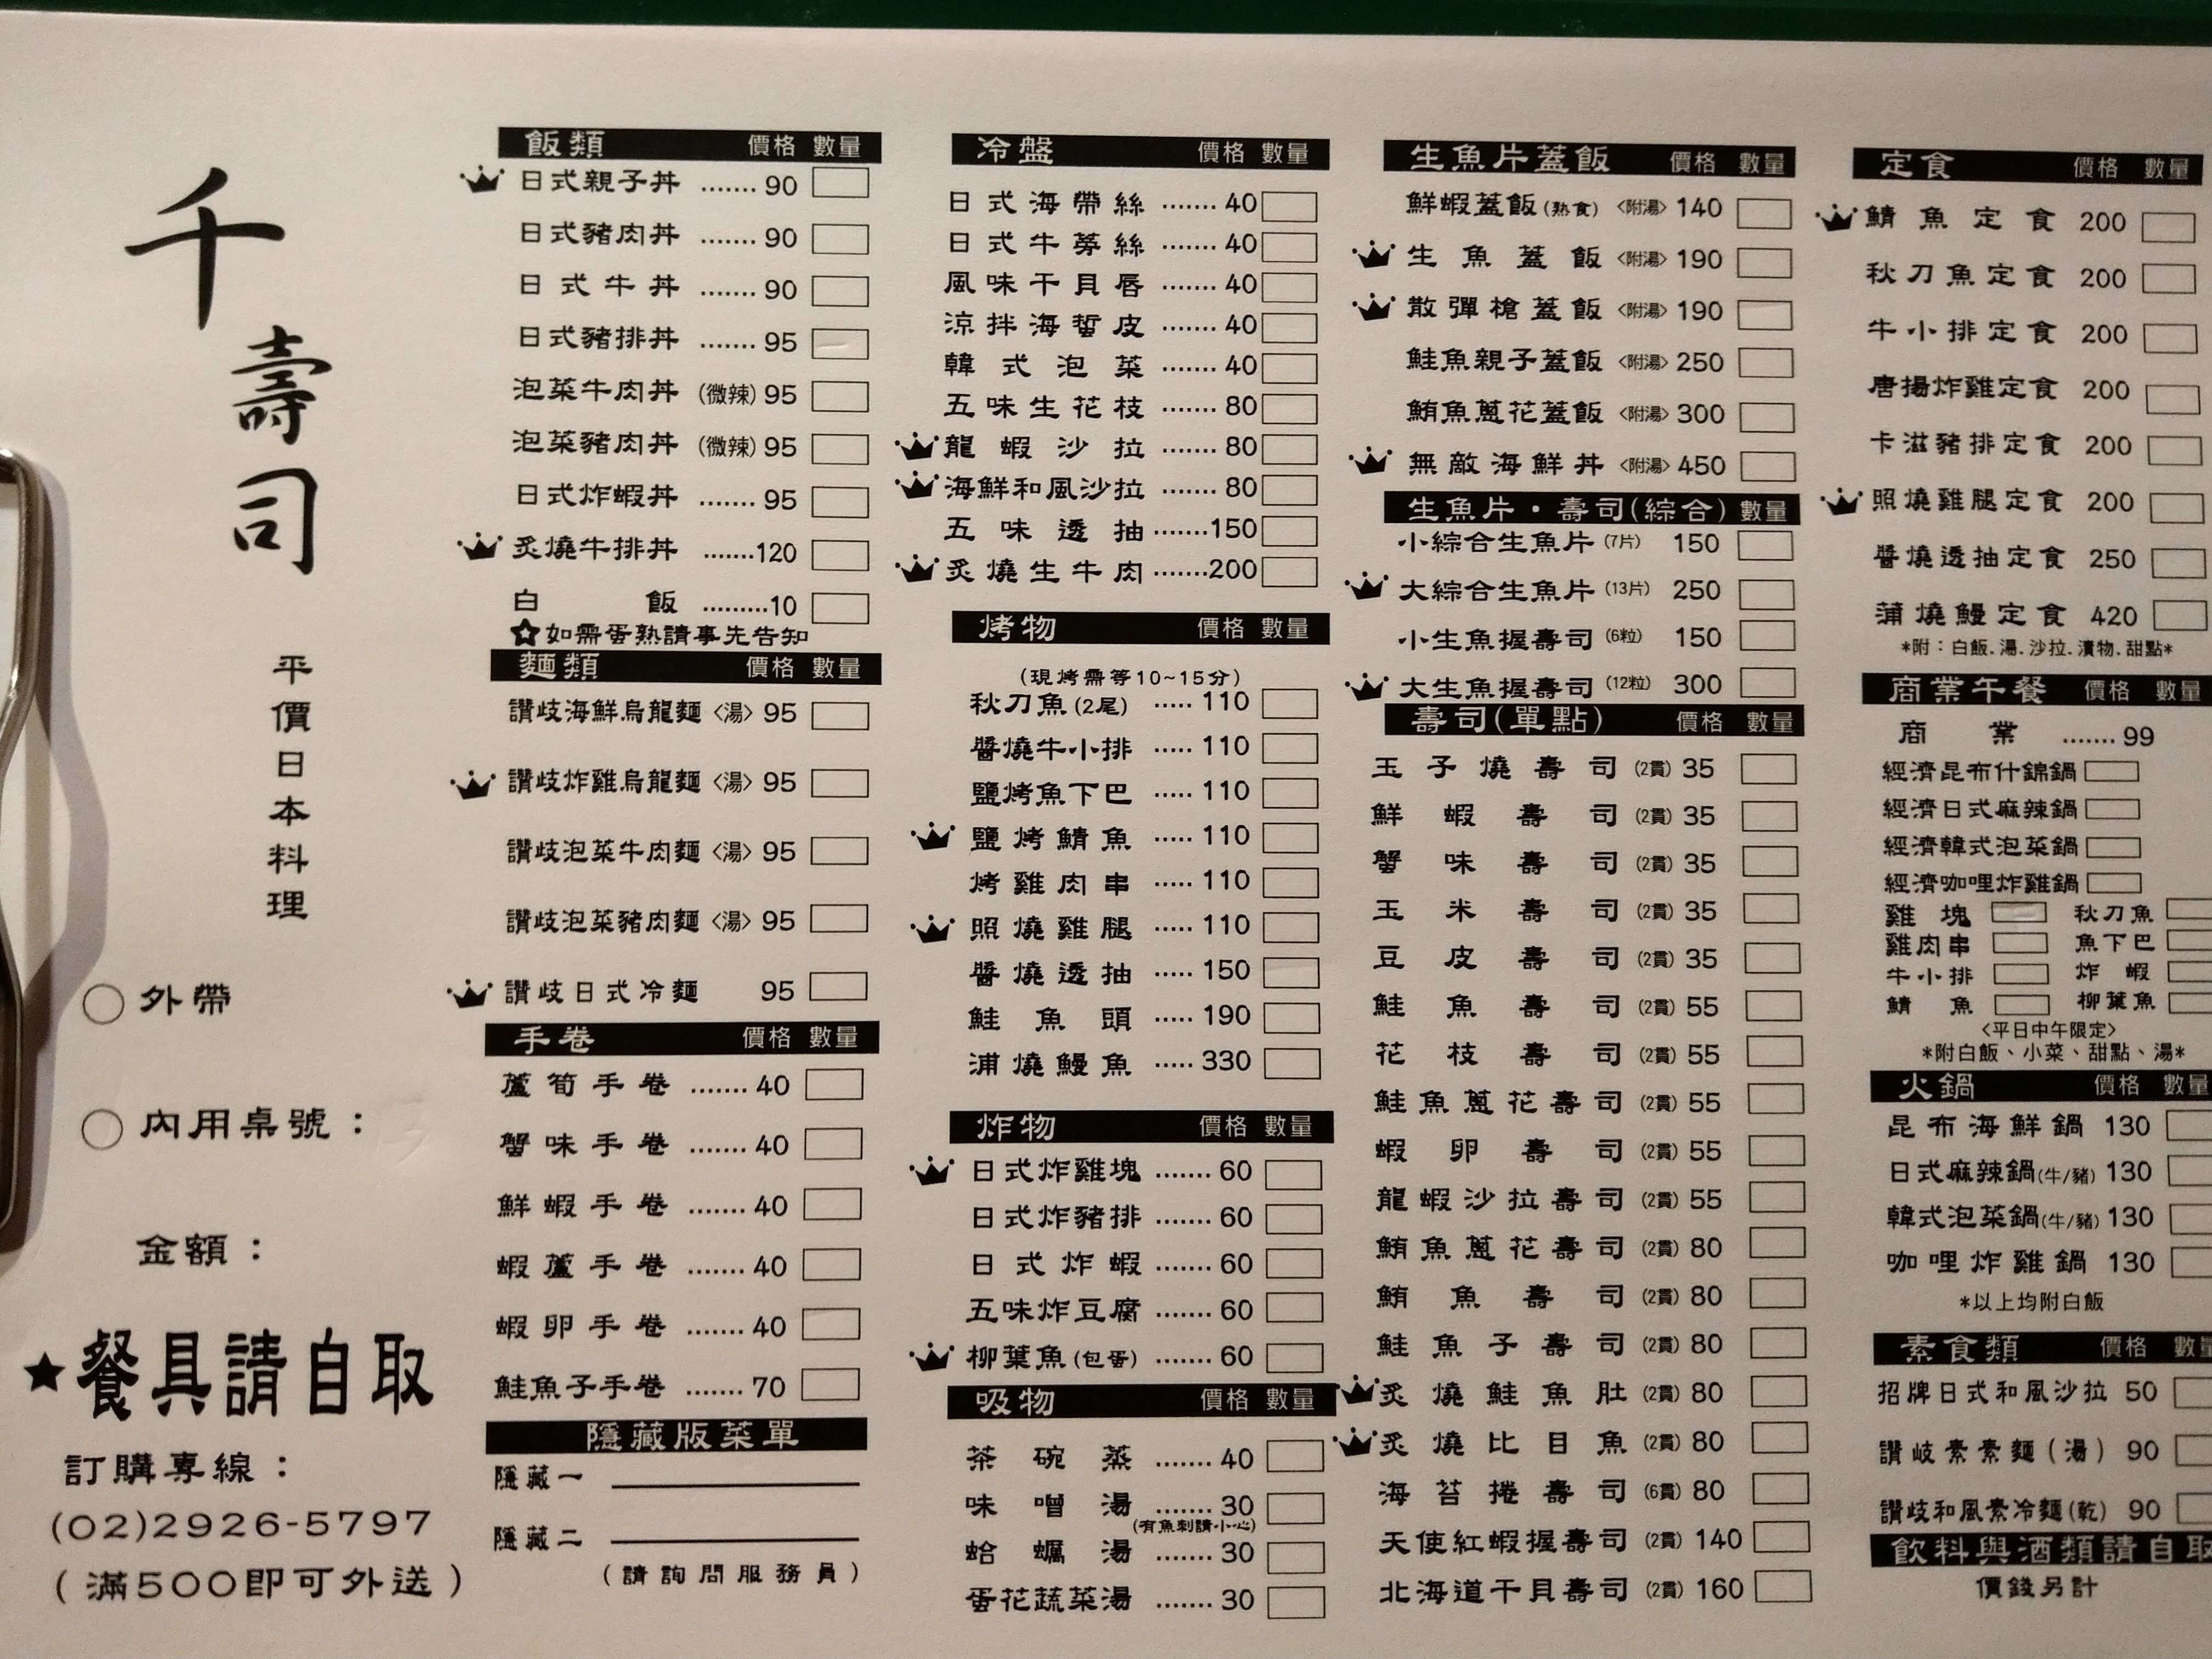 千壽司
平價日本料理
外帶
內用桌號：
金額：
★餐具請自取
訂購專線：
(02)2926-5797
(滿500即可外送)
飯類 價格 數量
日式親子丼 ....... 90
日式豬肉丼 ....... 90
日式牛丼 ....... 90
日式豬排丼 ....... 95
泡菜牛肉丼 (微辣) 95
泡菜豬肉丼 (微辣) 95
日式炸蝦丼 ....... 95
炙燒牛排丼 .......120
白飯 .........10
☆如需蛋熟請事先告知
麵類 價格 數量
讚歧海鮮烏龍麵〈湯〉95
讚歧炸雞烏龍麵〈湯〉95
讚歧泡菜牛肉麵〈湯〉95
讚歧泡菜豬肉麵〈湯〉95
讚歧日式冷麵 95
手卷 價格 數量
蘆筍手卷 ....... 40
蟹味手卷 ....... 40
鮮蝦手卷 ....... 40
蝦蘆手卷 ....... 40
蝦卵手卷 ....... 40
鮭魚子手卷 ....... 70
隱藏版菜單
隱藏一
隱藏二
(請詢問服務員)
冷盤 價格 數量
日式海帶絲 ....... 40
日式牛蒡絲 ....... 40
風味干貝唇 ....... 40
涼拌海蜇皮 ....... 40
韓式泡菜 ....... 40
五味生花枝 ....... 80
龍蝦沙拉 ....... 80
海鮮和風沙拉 ....... 80
五味透抽.......150
炙燒生牛肉.......200
烤物 價格 數量
(現烤需等10~15分)
秋刀魚(2尾) ..... 110
醬燒牛小排 ..... 110
鹽烤魚下巴 ..... 110
鹽烤鯖魚 ..... 110
烤雞肉串 ..... 110
照燒雞腿 ..... 110
醬燒透抽 ..... 150
鮭魚頭 ..... 190
浦燒鰻魚 ..... 330
炸物 價格 數量
日式炸雞塊 ....... 60
日式炸豬排 ....... 60
日式炸蝦 ....... 60
五味炸豆腐 ....... 60
柳葉魚(包蛋) ....... 60
吸物 價格 數量
茶碗蒸 ....... 40
味噌湯 ....... 30
(有魚刺請小心)
蛤蠣湯 ....... 30
蛋花蔬菜湯 ....... 30
生魚片蓋飯 價格 數量
鮮蝦蓋飯(熟食)〈附湯〉140
生魚蓋飯〈附湯〉190
散彈槍蓋飯〈附湯〉190
鮭魚親子蓋飯〈附湯〉250
鮪魚蔥花蓋飯〈附湯〉300
無敵海鮮丼〈附湯〉450
生魚片・壽司(綜合) 數量
小綜合生魚片(7片) 150
大綜合生魚片(13片) 250
小生魚握壽司(6粒) 150
大生魚握壽司(12粒) 300
壽司(單點) 價格 數量
玉子燒壽司(2貫)35
鮮蝦壽司(2貫)35
蟹味壽司(2貫)35
玉米壽司(2貫)35
豆皮壽司(2貫)35
鮭魚壽司(2貫)55
花枝壽司(2貫)55
鮭魚蔥花壽司(2貫)55
蝦卵壽司(2貫)55
龍蝦沙拉壽司(2貫)55
鮪魚蔥花壽司(2貫)80
鮪魚壽司(2貫)80
鮭魚子壽司(2貫)80
炙燒鮭魚肚(2貫)80
炙燒比目魚(2貫)80
海苔捲壽司(6貫)80
天使紅蝦握壽司(2貫)140
北海道干貝壽司(2貫)160
定食 價格 數量
鯖魚定食 200
秋刀魚定食 200
牛小排定食 200
唐揚炸雞定食 200
卡滋豬排定食 200
照燒雞腿定食 200
醬燒透抽定食 250
蒲燒鰻定食 420
*附：白飯.湯.沙拉.漬物.甜點*
商業午餐 價格 數量
商業 ....... 99
經濟昆布什錦鍋
經濟日式麻辣鍋
經濟韓式泡菜鍋
經濟咖哩炸雞鍋
雞塊 秋刀魚
雞肉串 魚下巴
牛小排 炸蝦
鯖魚 柳葉魚
〈平日中午限定〉
*附白飯、小菜、甜點、湯*
火鍋 價格 數量
昆布海鮮鍋 130
日式麻辣鍋(牛/豬) 130
韓式泡菜鍋(牛/豬) 130
咖哩炸雞鍋 130
*以上均附白飯
素食類 價格 數量
招牌日式和風沙拉 50
讚歧素素麵(湯) 90
讚歧和風素冷麵(乾) 90
飲料與酒類請自取
價錢另計